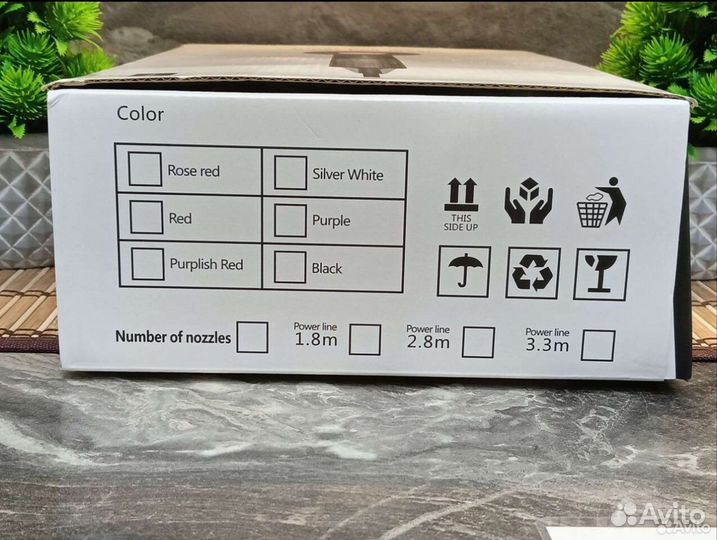 Color
Rose red Silver White
Red Purple
Purplish Red Black
THIS
SIDE UP
Number of nozzles Power line 1.8m Power line 2.8m Power line 3.3m
Avito
Avito